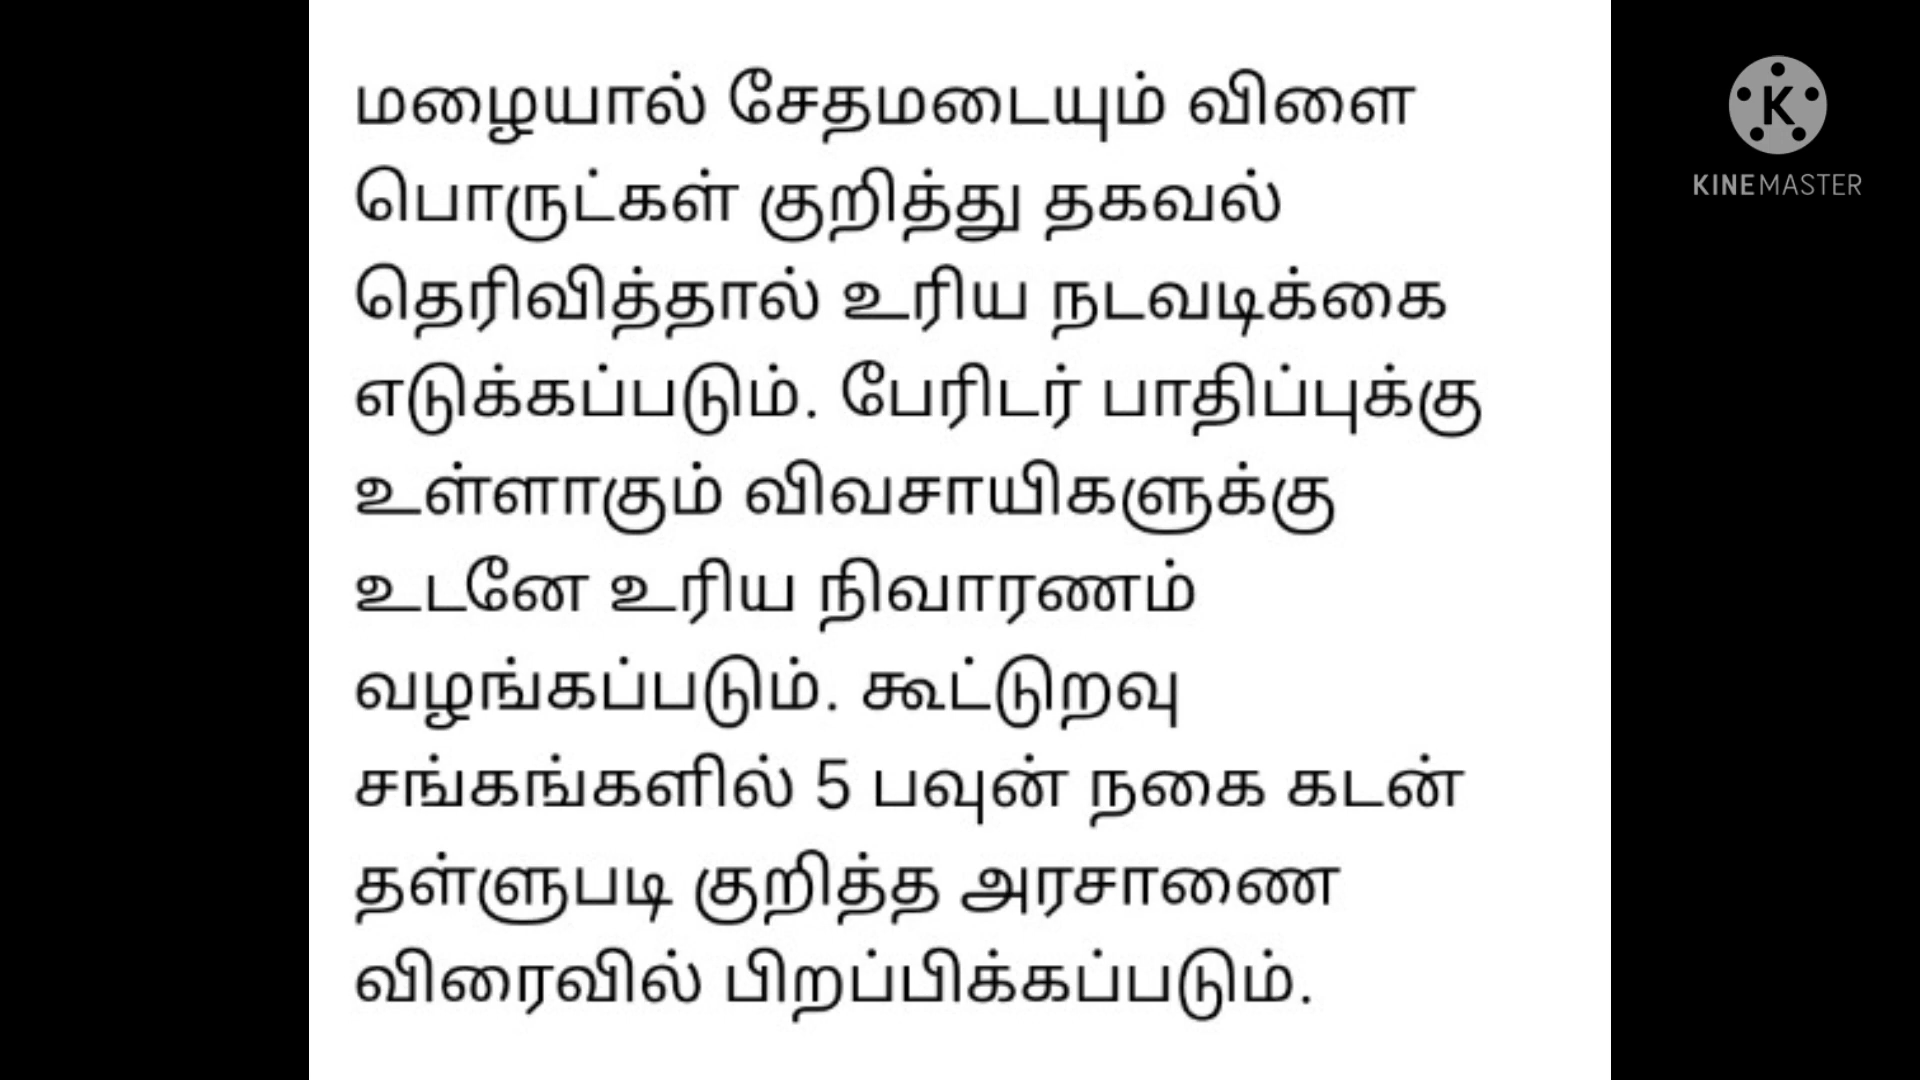 மழையால் சேதமடையும் விளை
பொருட்கள் குறித்து தகவல்
தெரிவித்தால் உரிய நடவடிக்கை
எடுக்கப்படும். பேரிடர் பாதிப்புக்கு
உள்ளாகும் விவசாயிகளுக்கு
உடனே உரிய நிவாரணம்
வழங்கப்படும். கூட்டுறவு
சங்கங்களில் 5 பவுன் நகை கடன்
தள்ளுபடி குறித்த அரசாணை
விரைவில் பிறப்பிக்கப்படும்.
K
KINEMASTER